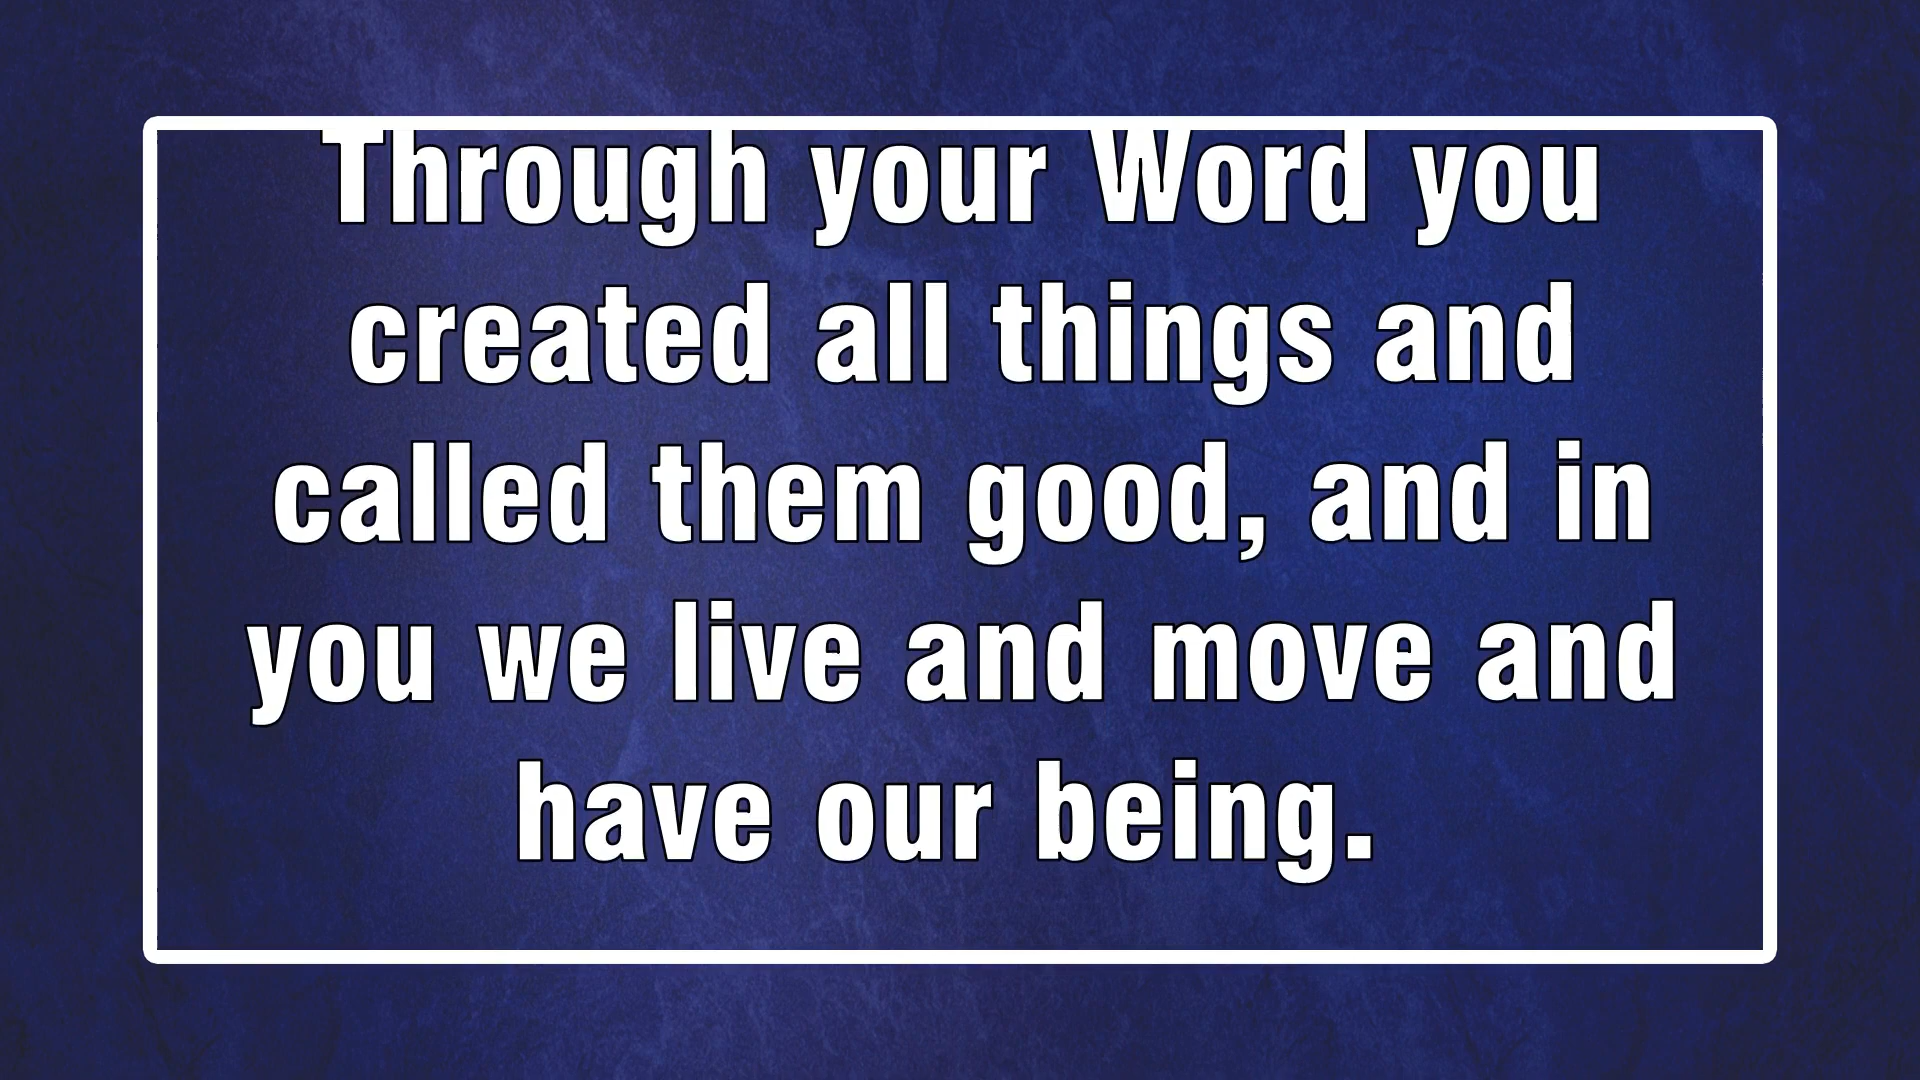 Through your Word you
created all things and
called them good, and in
you we live and move and
have our being.